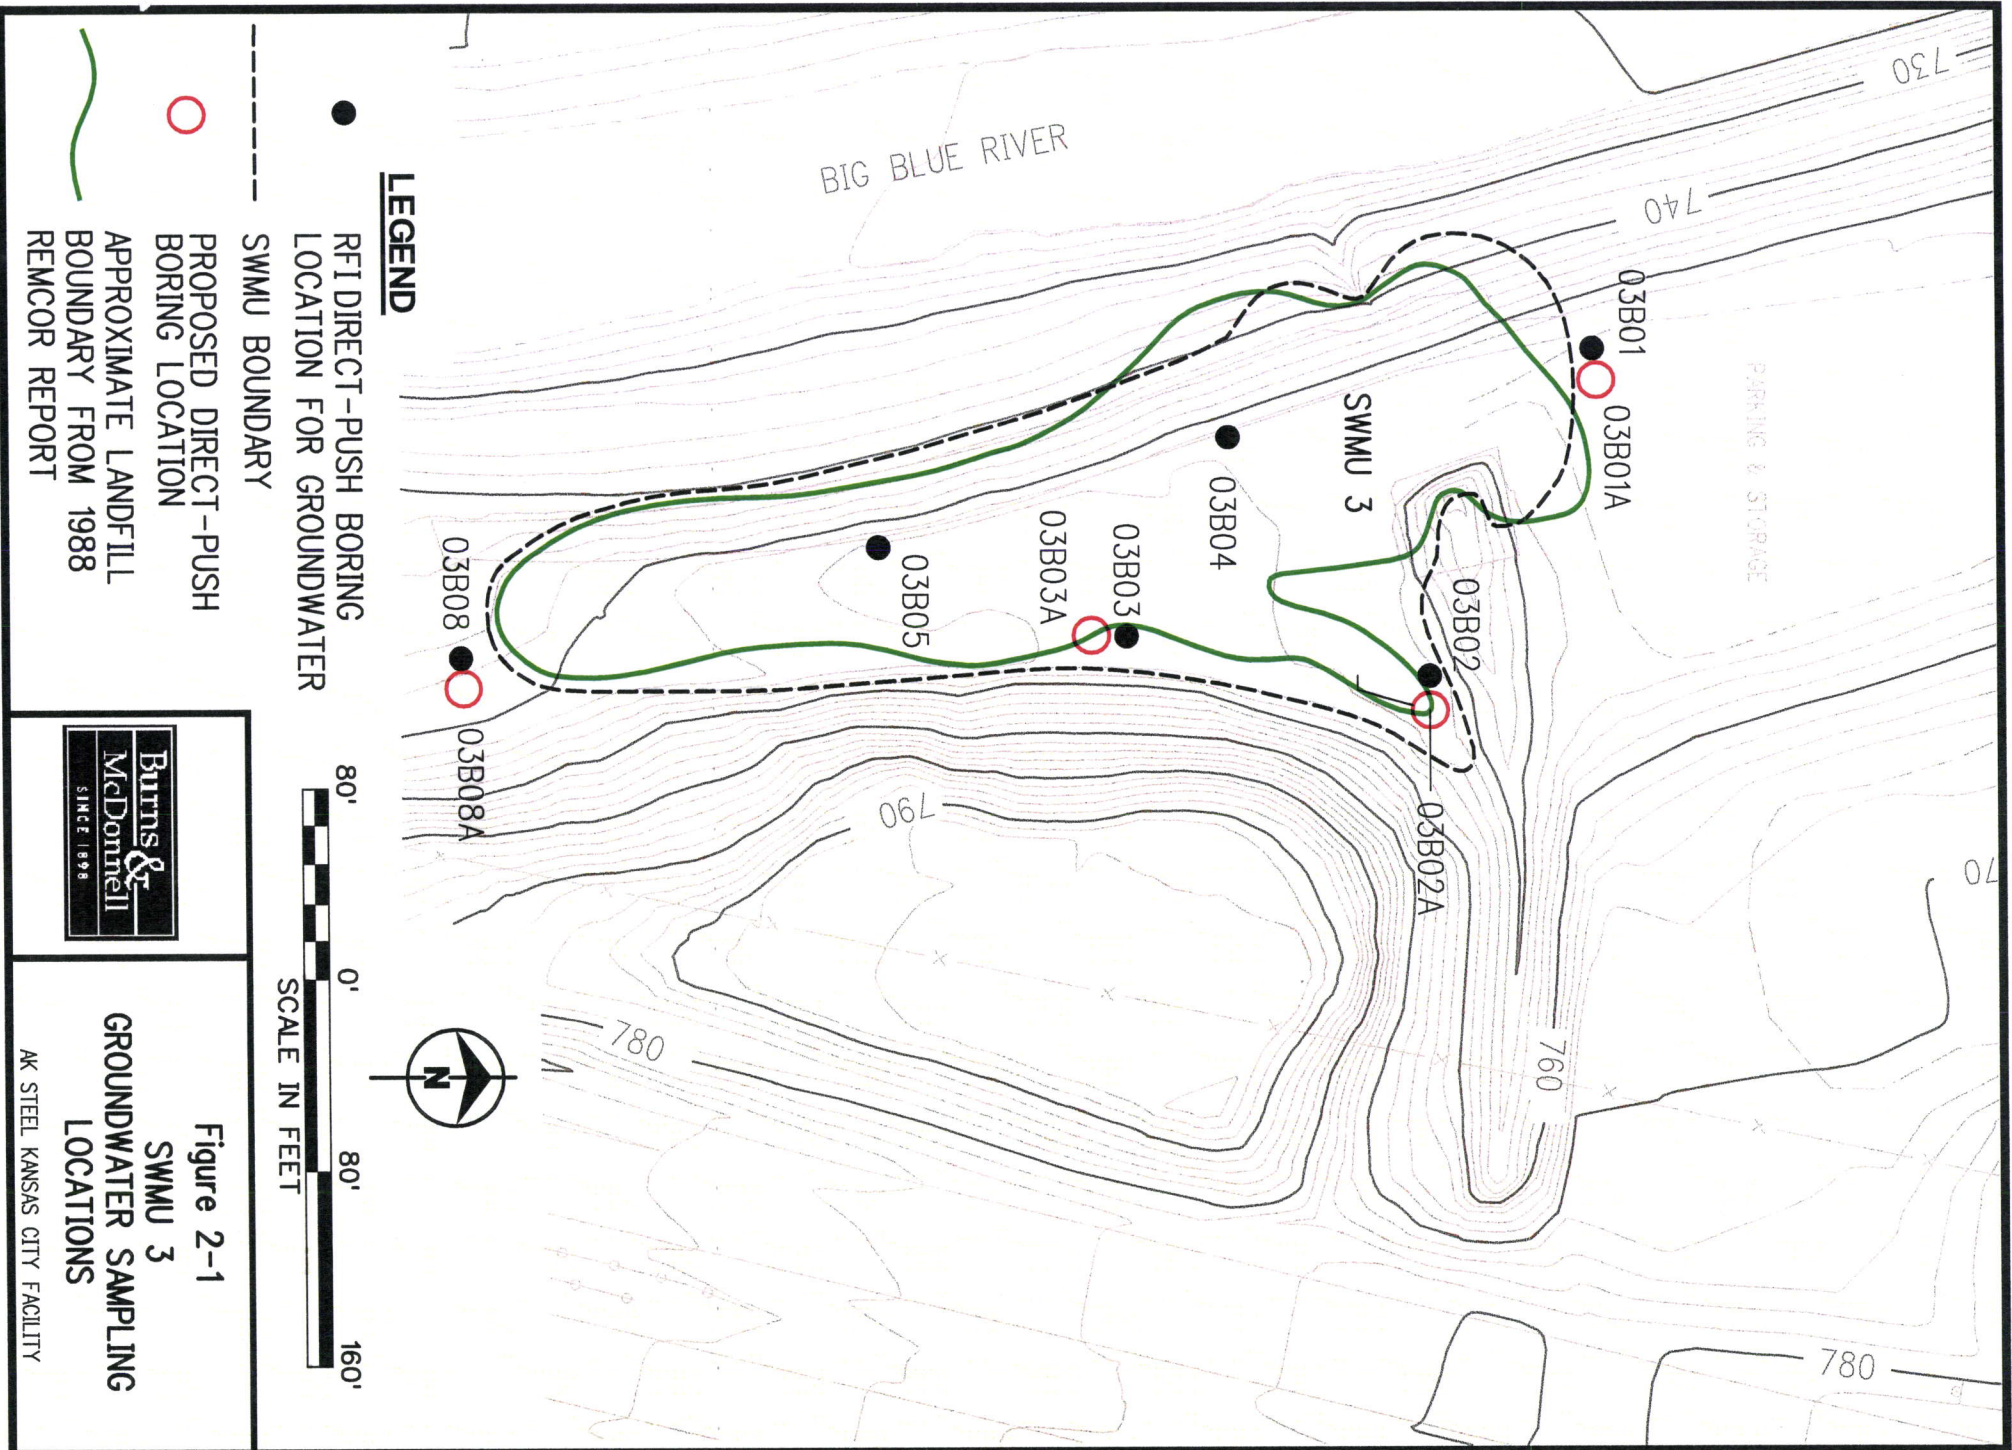 730
BIG BLUE RIVER
740
03B01
03B01A
PARKING & STORAGE
SWMU 3
03B04
03B02
03B03
03B03A
03B05
03B08
03B08A
03B02A
790
70
760
780
780
LEGEND
RFI DIRECT-PUSH BORING
LOCATION FOR GROUNDWATER
SWMU BOUNDARY
PROPOSED DIRECT-PUSH
BORING LOCATION
APPROXIMATE LANDFILL
BOUNDARY FROM 1988
REMCOR REPORT
80' 0' 80' 160'
SCALE IN FEET
N
Burns &
McDonnell
SINCE 1898
Figure 2-1
SWMU 3
GROUNDWATER SAMPLING
LOCATIONS
AK STEEL KANSAS CITY FACILITY